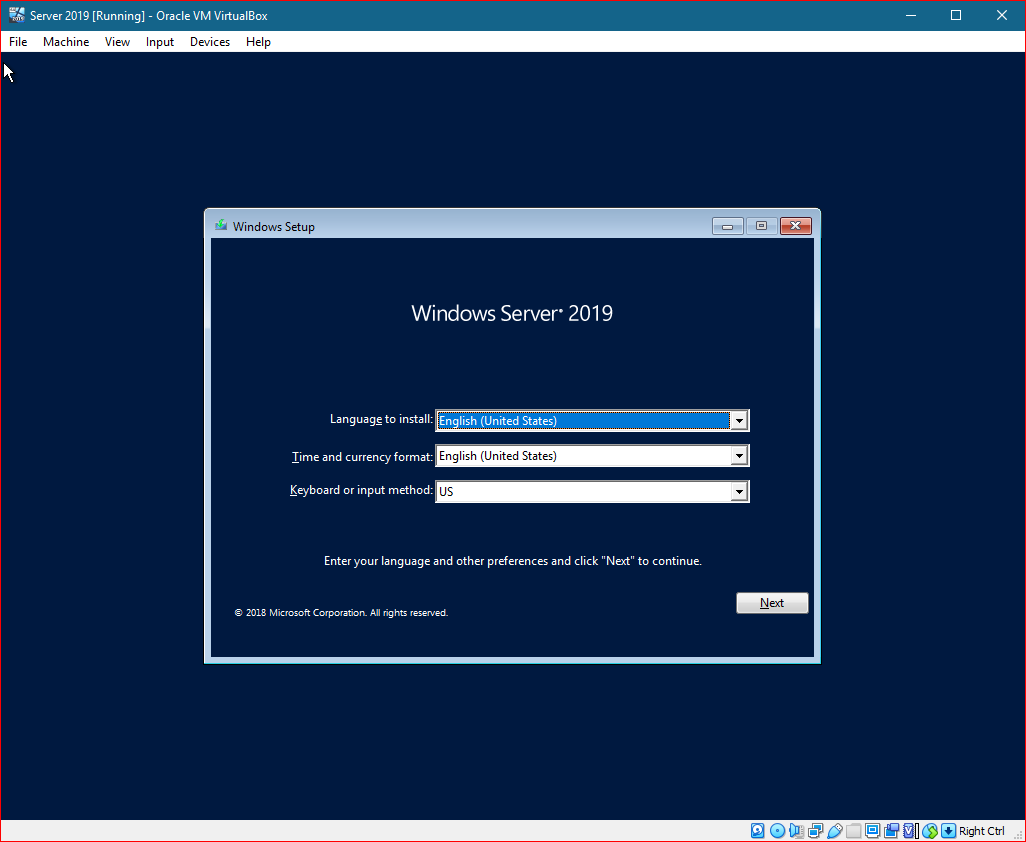 Server 2019 [Running] - Oracle VM VirtualBox
File Machine View Input Devices Help
Windows Setup
Windows Server® 2019
Language to install: English (United States)
Time and currency format: English (United States)
Keyboard or input method: US
Enter your language and other preferences and click "Next" to continue.
Next
© 2018 Microsoft Corporation. All rights reserved.
Right Ctrl